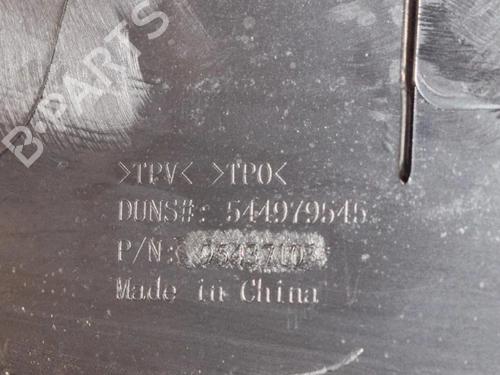 B-PARTS
>TPV< >TPO<
DUNS#: 544979545
P/N:
Made in China